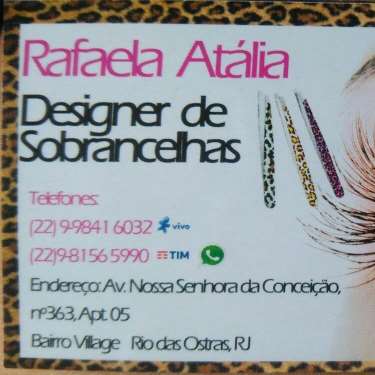 Rafaela Atália
Designer de
Sobrancelhas
Telefones:
(22) 9-9841 6032 vivo
(22)9-8156 5990 TIM
Endereço: Av. Nossa Senhora da Conceição,
nº363, Apt. 05
Bairro Village Rio das Ostras, RJ